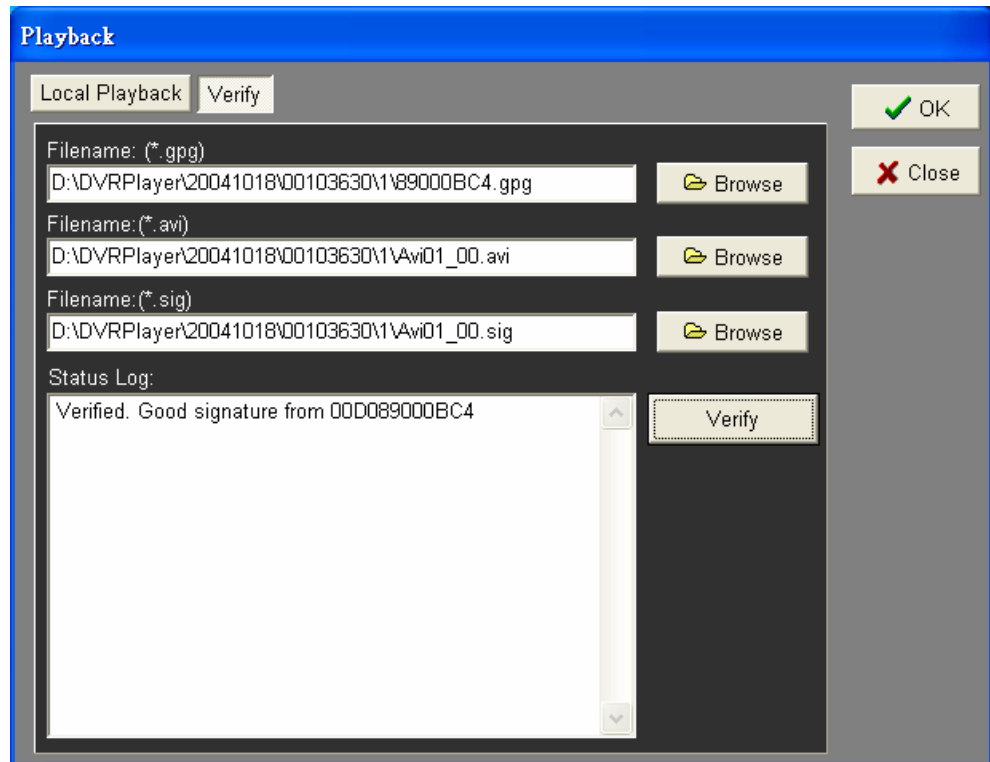 Playback
Local Playback Verify
OK
Close
Filename: (*.gpg)
D:\DVRPlayer\20041018\00103630\1\89000BC4.gpg Browse
Filename:(*.avi)
D:\DVRPlayer\20041018\00103630\1\Avi01_00.avi Browse
Filename:(*.sig)
D:\DVRPlayer\20041018\00103630\1\Avi01_00.sig Browse
Status Log:
Verified. Good signature from 00D089000BC4
Verify